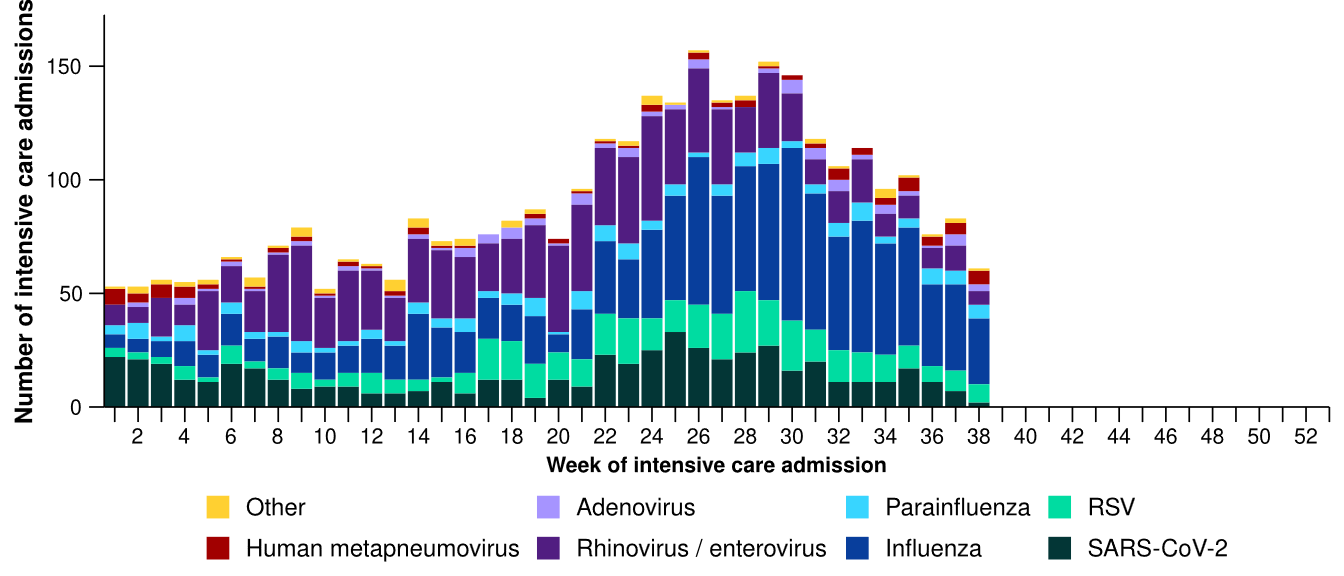 Number of intensive care admissions
150
100
50
0
2 4 6 8 10 12 14 16 18 20 22 24 26 28 30 32 34 36 38 40 42 44 46 48 50 52
Week of intensive care admission
Other Adenovirus Parainfluenza RSV
Human metapneumovirus Rhinovirus / enterovirus Influenza SARS-CoV-2